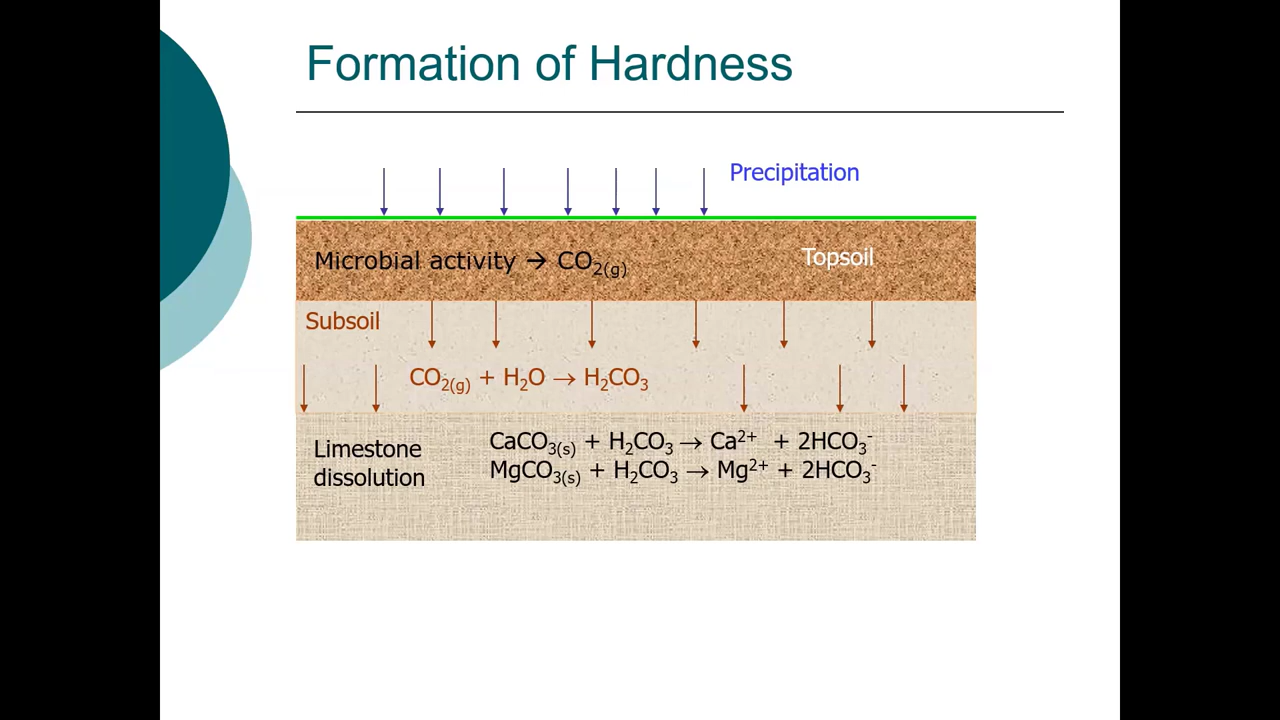 Formation of Hardness
Precipitation
Microbial activity → CO₂₍g₎
Topsoil
Subsoil
CO₂₍g₎ + H₂O → H₂CO₃
Limestone
dissolution
CaCO₃₍s₎ + H₂CO₃ → Ca²⁺ + 2HCO₃⁻
MgCO₃₍s₎ + H₂CO₃ → Mg²⁺ + 2HCO₃⁻